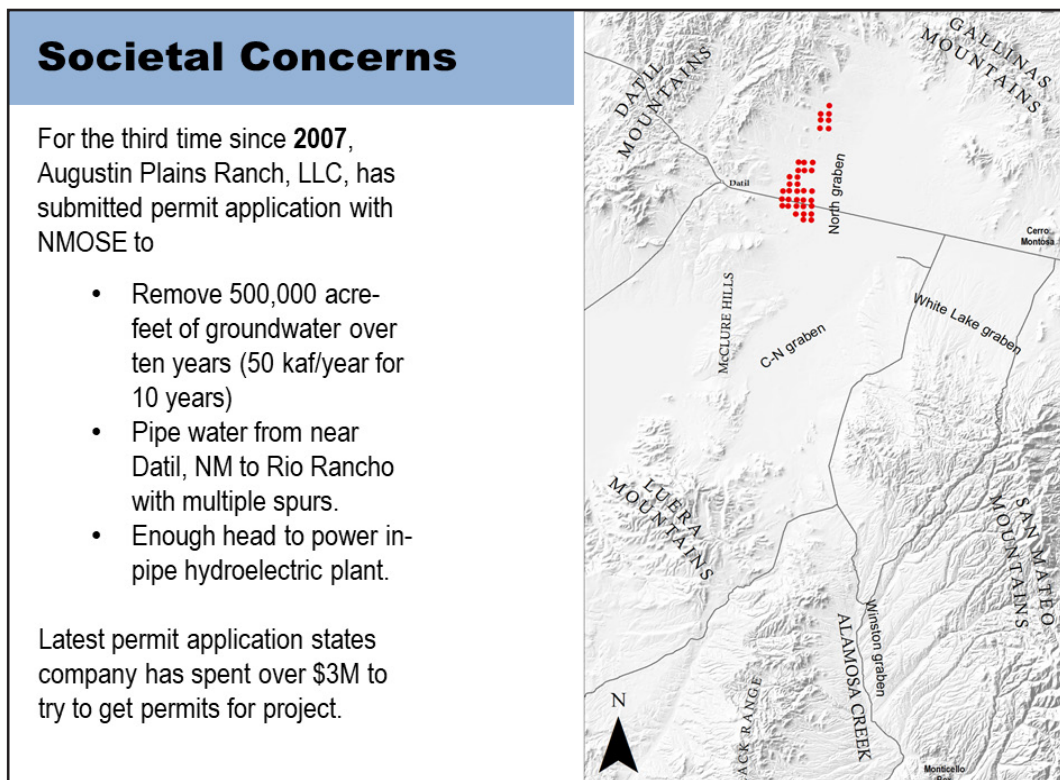 Societal Concerns
For the third time since 2007,
Augustin Plains Ranch, LLC, has
submitted permit application with
NMOSE to
• Remove 500,000 acre-
feet of groundwater over
ten years (50 kaf/year for
10 years)
• Pipe water from near
Datil, NM to Rio Rancho
with multiple spurs.
• Enough head to power in-
pipe hydroelectric plant.
Latest permit application states
company has spent over $3M to
try to get permits for project.
GALLINAS
MOUNTAINS
DATIL
MOUNTAINS
Datil
North graben
Cerro
Montosa
McCLURE HILLS
C-N graben
White Lake graben
LUERA
MOUNTAINS
SAN MATEO
MOUNTAINS
Winston graben
ALAMOSA CREEK
N
ACK RANGE
Monticello